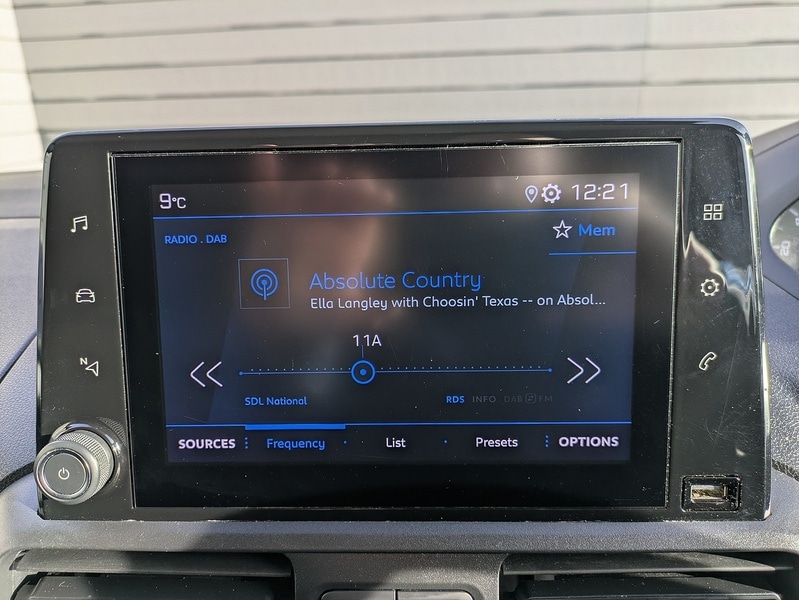 9°C 12:21
RADIO . DAB
Mem
Absolute Country
Ella Langley with Choosin' Texas -- on Absol...
11A
SDL National RDS INFO DAB FM
SOURCES Frequency List Presets OPTIONS
N